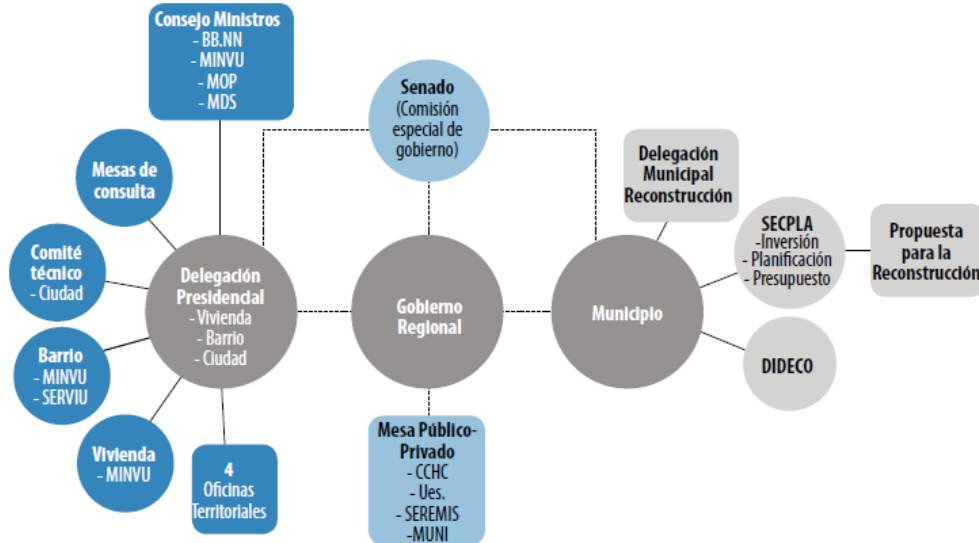 Consejo Ministros
- BB.NN
- MINVU
- MOP
- MDS
Senado
(Comisión
especial de
gobierno)
Mesas de
consulta
Delegación
Municipal
Reconstrucción
Comité
técnico
- Ciudad
Delegación
Presidencial
- Vivienda
- Barrio
- Ciudad
Gobierno
Regional
Municipio
SECPLA
-Inversión
- Planificación
- Presupuesto
Propuesta
para la
Reconstrucción
Barrio
- MINVU
- SERVIU
DIDECO
Vivienda
- MINVU
4
Oficinas
Territoriales
Mesa Público-
Privado
- CCHC
- Ues.
- SEREMIS
-MUNI